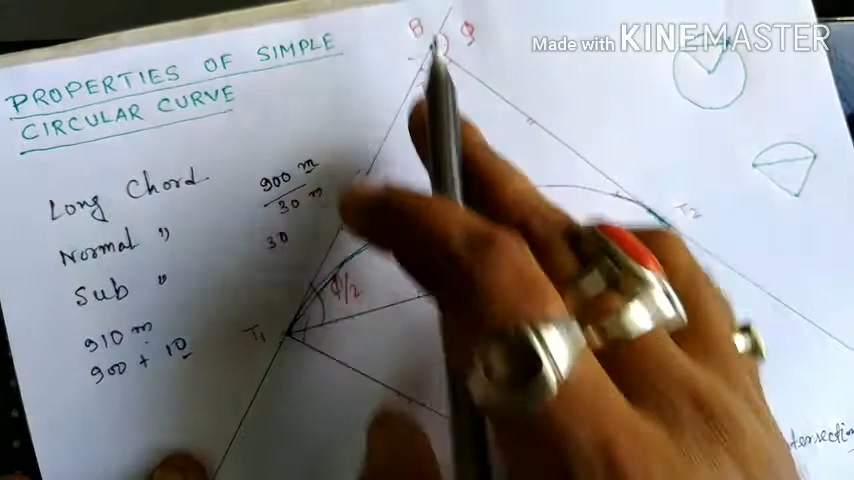 PROPERTIES OF SIMPLE
CIRCULAR CURVE
Long Chord 900 m
Normal " 30 m
Sub " 30
910 m
900 + 10
B
φ
T1
φ/2
T2
ntersection
Made with KINEMASTER